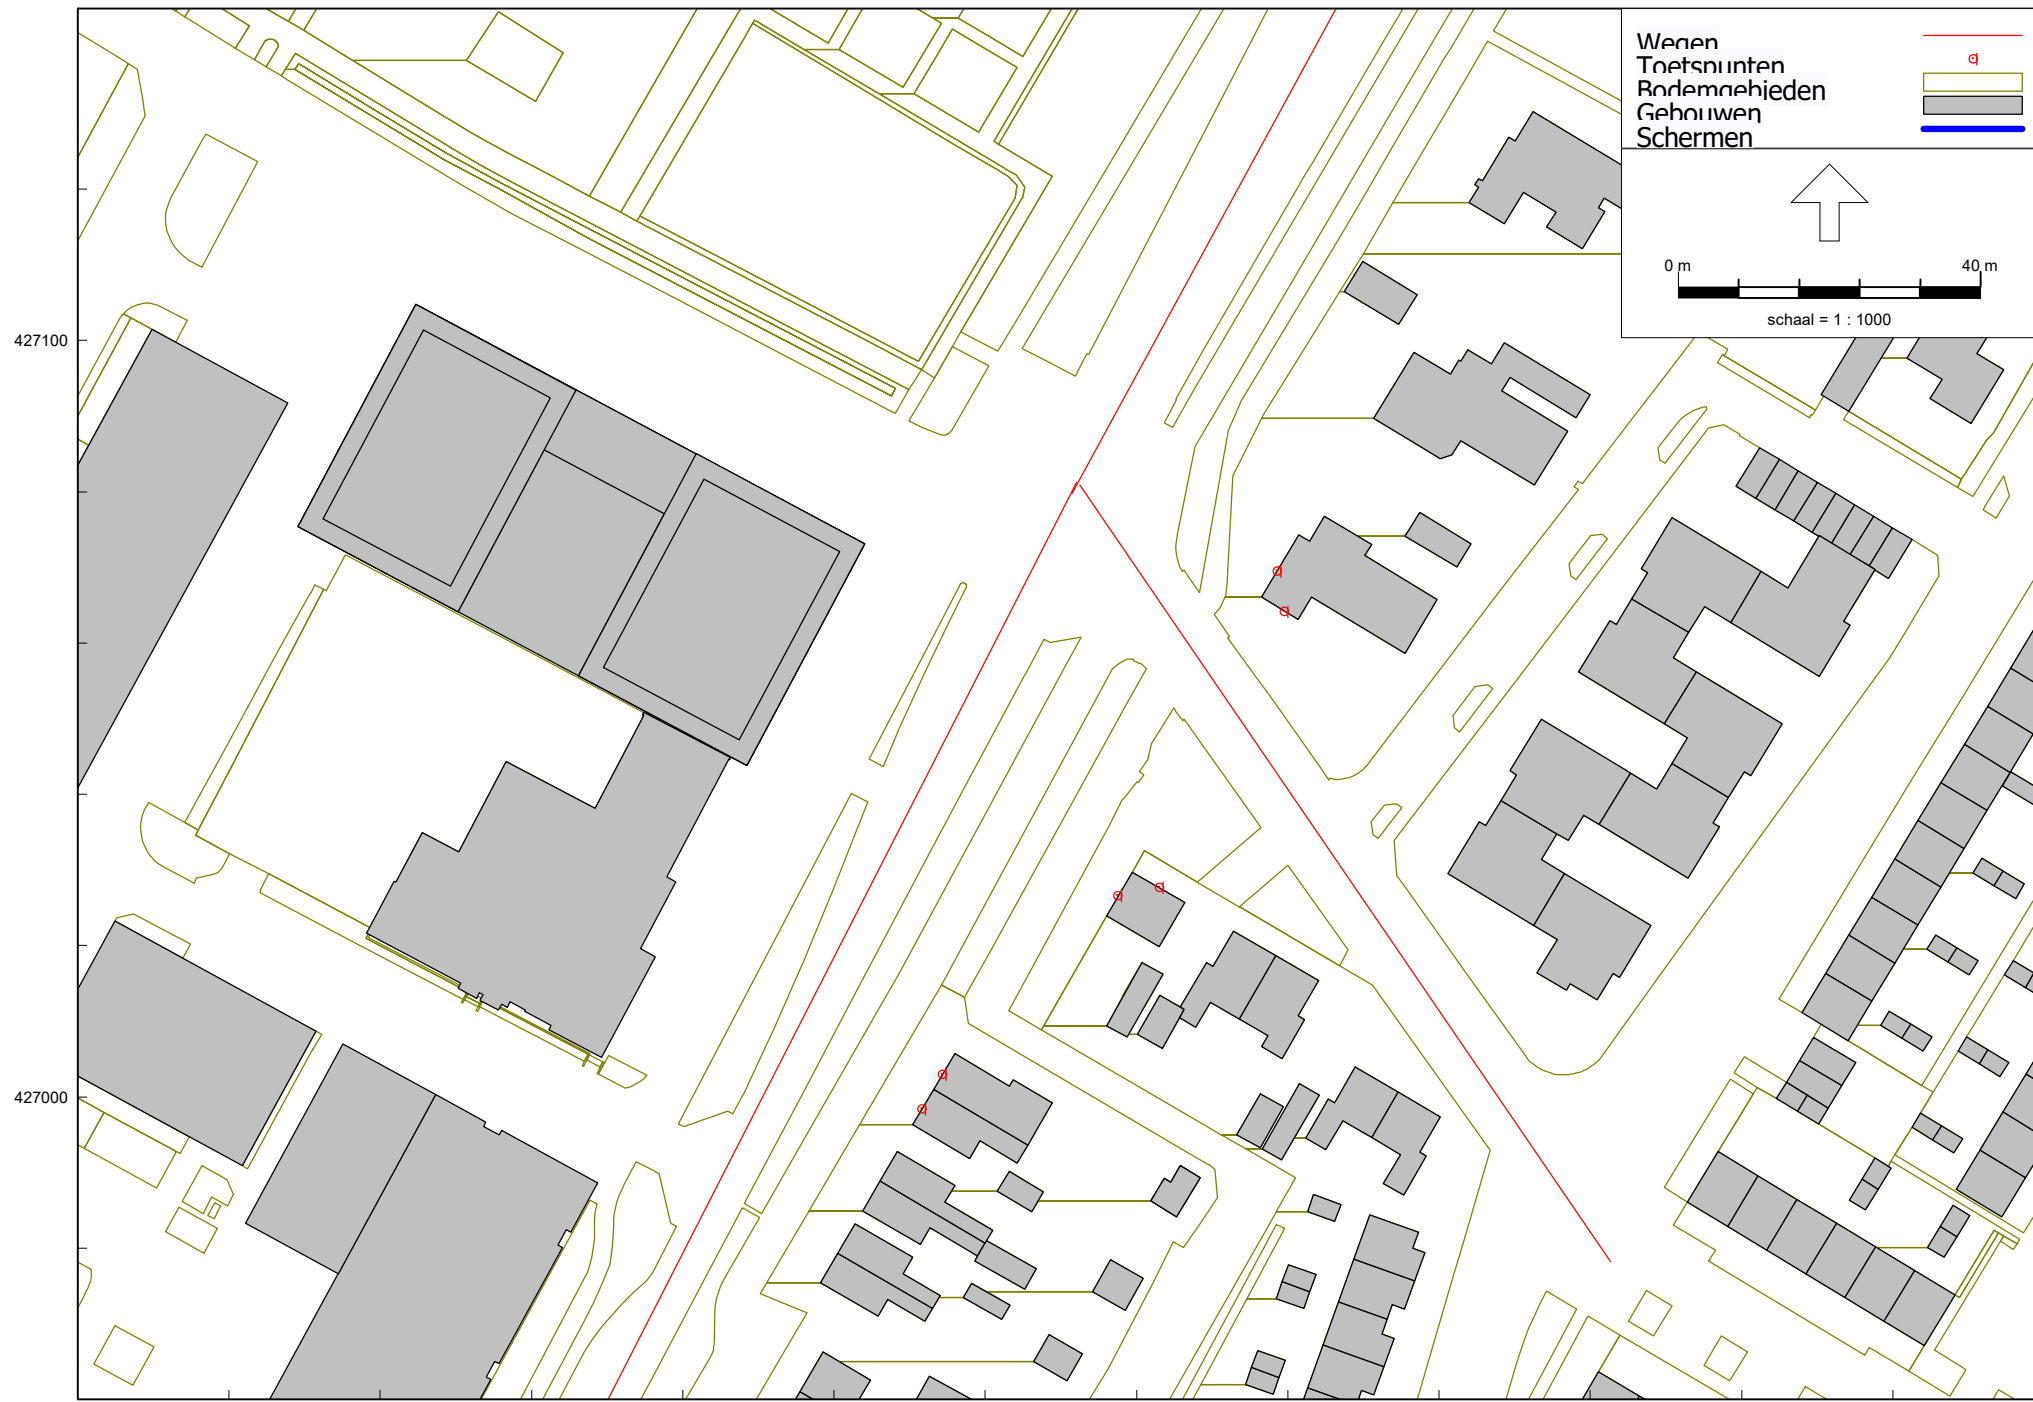 Wegen
Toetspunten
Bodemgebieden
Gebouwen
Schermen
0 m 40 m
schaal = 1 : 1000
427100
427000